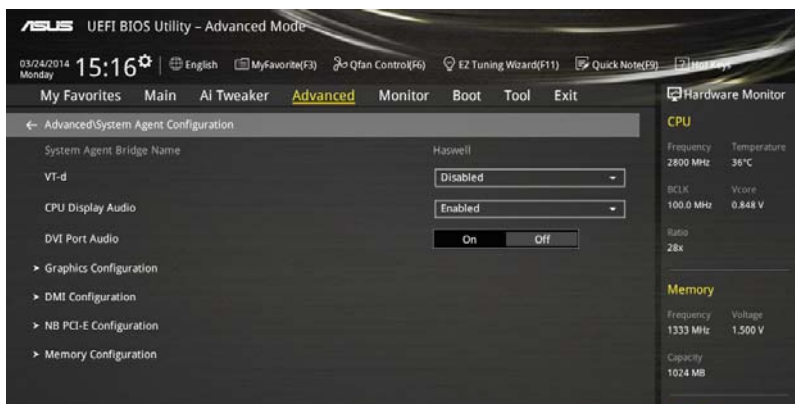 ASUS UEFI BIOS Utility – Advanced Mode
03/24/2014 Monday 15:16 English MyFavorite(F3) Qfan Control(F6) EZ Tuning Wizard(F11) Quick Note(F9) ? Hot Keys
My Favorites Main Ai Tweaker Advanced Monitor Boot Tool Exit
← Advanced\System Agent Configuration
System Agent Bridge Name Haswell
VT-d Disabled
CPU Display Audio Enabled
DVI Port Audio On Off
> Graphics Configuration
> DMI Configuration
> NB PCI-E Configuration
> Memory Configuration
Hardware Monitor
CPU
Frequency Temperature
2800 MHz 36°C
BCLK Vcore
100.0 MHz 0.848 V
Ratio
28x
Memory
Frequency Voltage
1333 MHz 1.500 V
Capacity
1024 MB